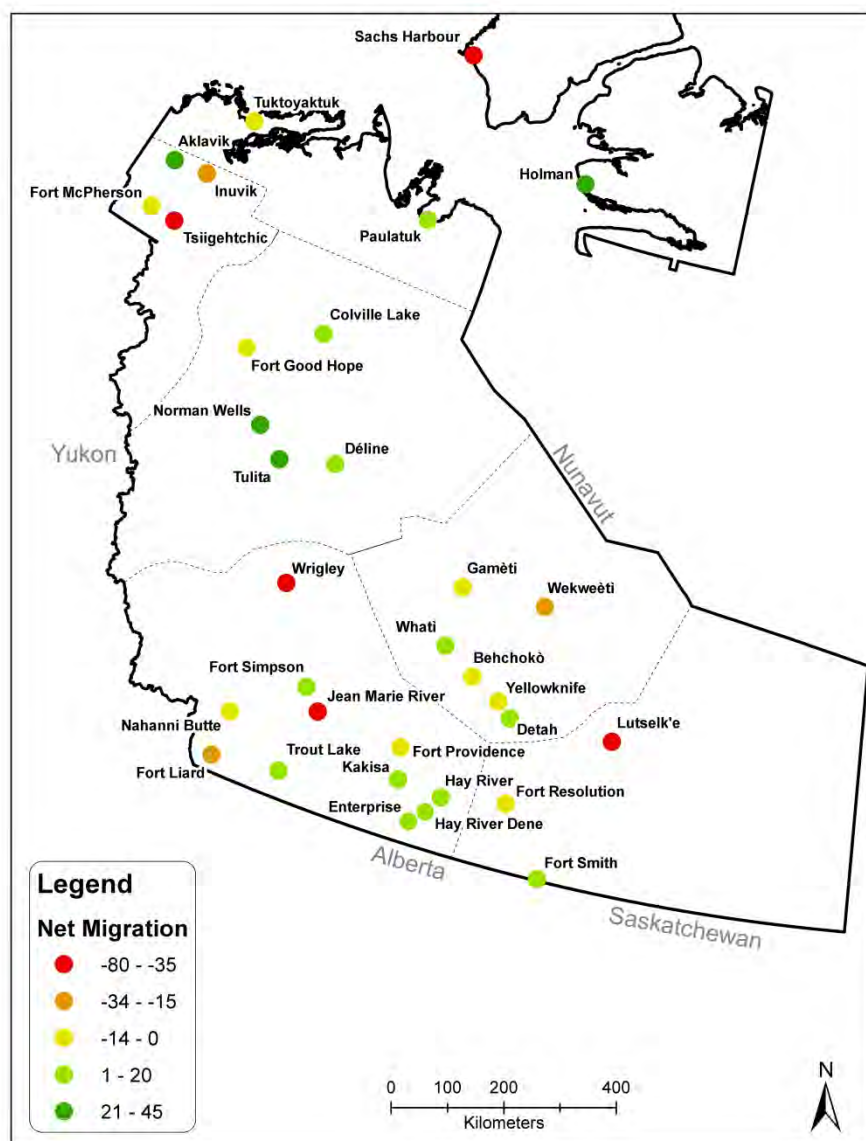 Sachs Harbour
Tuktoyaktuk
Aklavik
Holman
Inuvik
Fort McPherson
Tsiigehtchic
Paulatuk
Colville Lake
Fort Good Hope
Norman Wells
Déline
Yukon
Tulita
Nunavut
Wrigley
Gamèti
Wekweètì
Whatì
Behchokò
Fort Simpson
Yellowknife
Jean Marie River
Lutselk'e
Nahanni Butte
Detah
Trout Lake
Fort Providence
Fort Liard
Kakisa
Hay River
Fort Resolution
Enterprise
Hay River Dene
Alberta
Fort Smith
Saskatchewan
Legend
Net Migration
-80 - -35
-34 - -15
-14 - 0
1 - 20
21 - 45
0 100 200 400
Kilometers
N